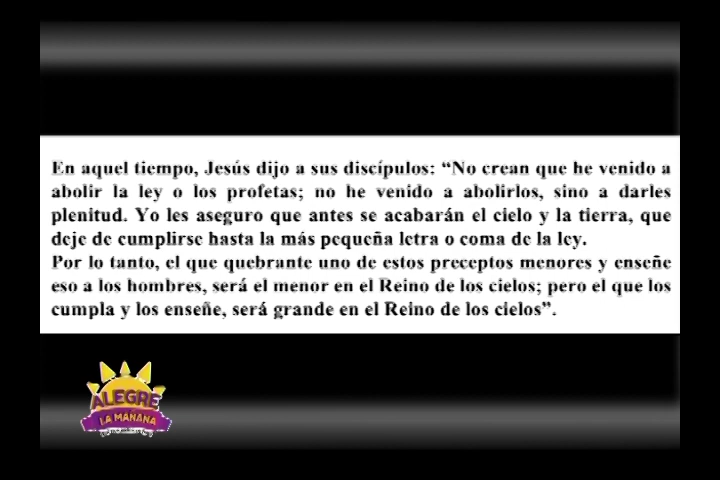 En aquel tiempo, Jesús dijo a sus discípulos: “No crean que he venido a
abolir la ley o los profetas; no he venido a abolirlos, sino a darles
plenitud. Yo les aseguro que antes se acabarán el cielo y la tierra, que
deje de cumplirse hasta la más pequeña letra o coma de la ley.
Por lo tanto, el que quebrante uno de estos preceptos menores y enseñe
eso a los hombres, será el menor en el Reino de los cielos; pero el que los
cumpla y los enseñe, será grande en el Reino de los cielos”.
ALEGRE
LA MAÑANA